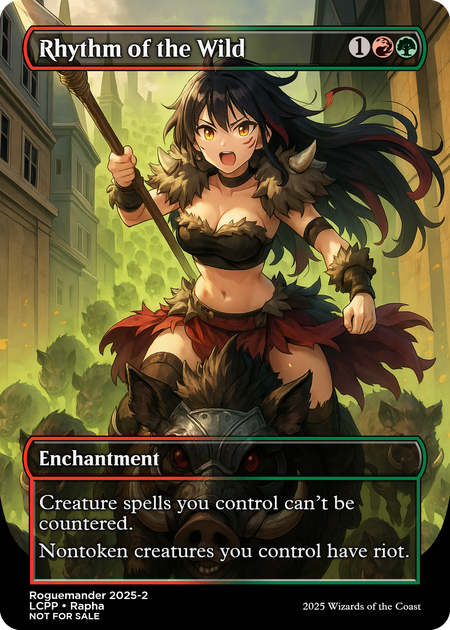 Rhythm of the Wild
1
Enchantment
Creature spells you control can't be
countered.
Nontoken creatures you control have riot.
Roguemander 2025-2
LCPP • Rapha
NOT FOR SALE
2025 Wizards of the Coast